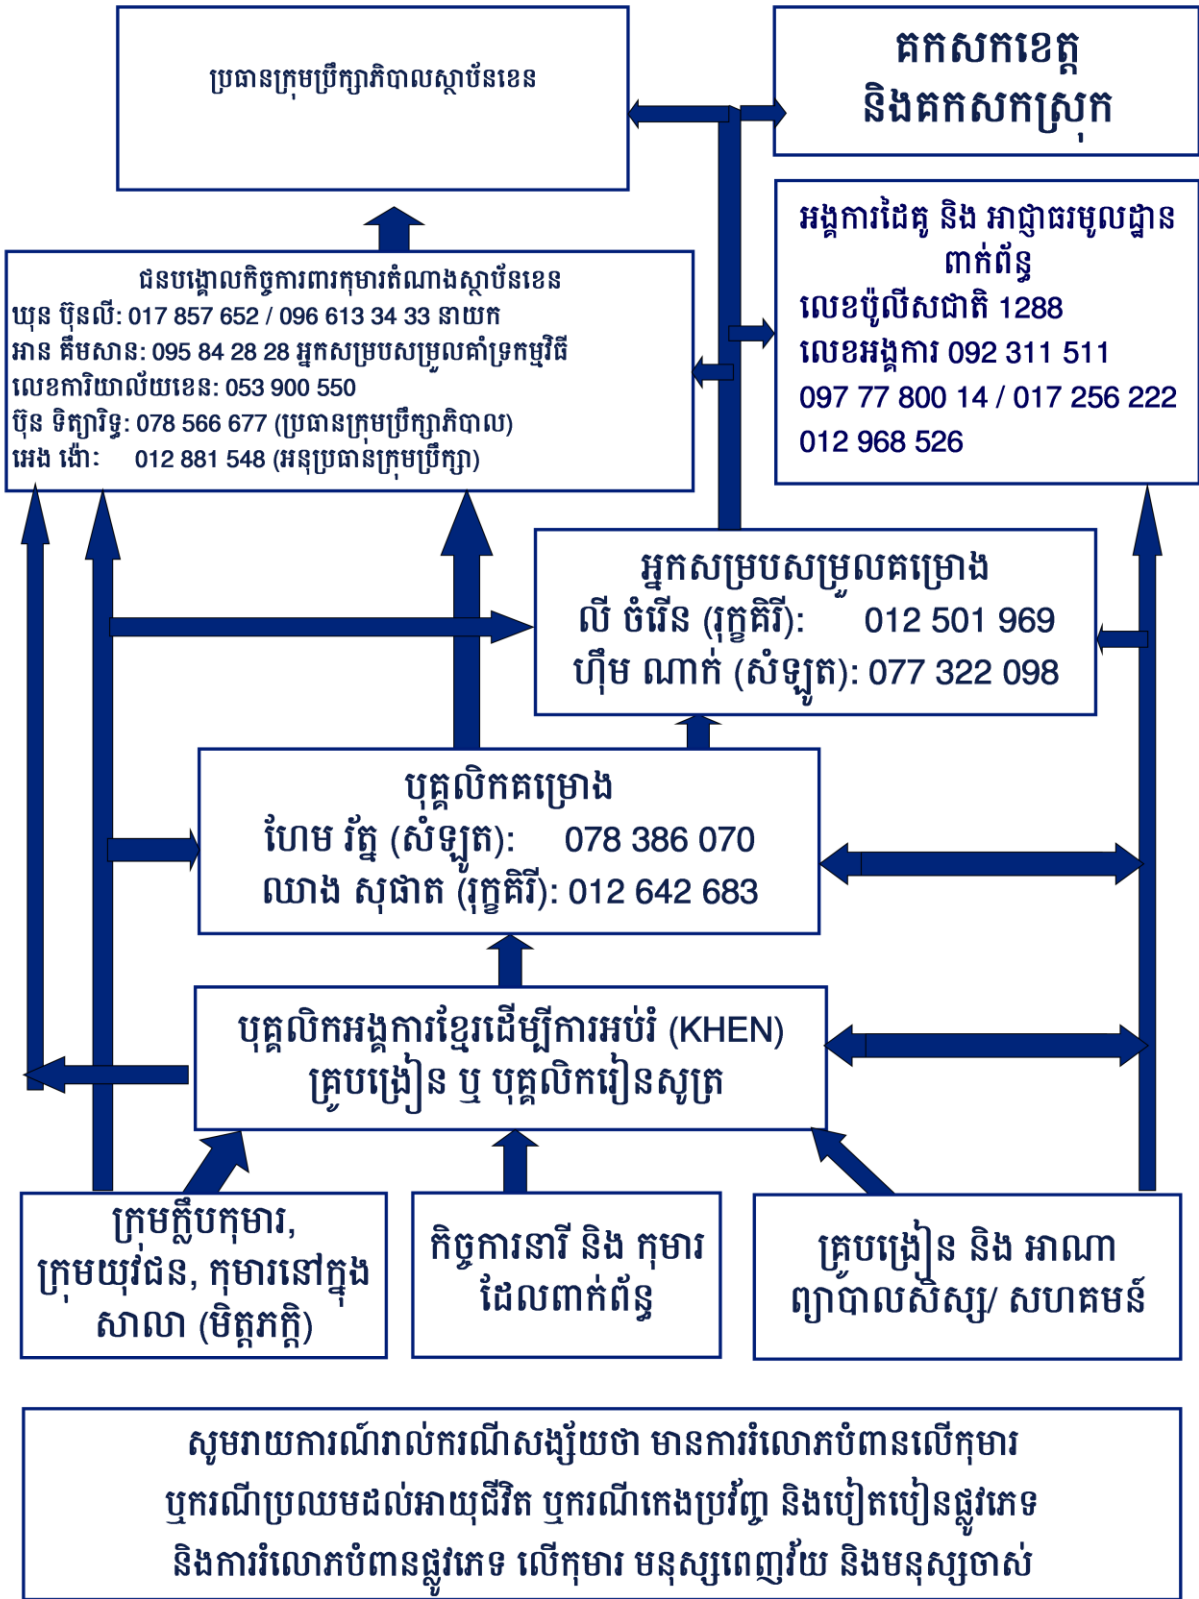 ប្រធានក្រុមប្រឹក្សាភិបាលស្ថាប័នខេន
គកសកខេត្ត
និងគកសកស្រុក
អង្គការដៃគូ និង អាជ្ញាធរមូលដ្ឋាន
ពាក់ព័ន្ធ
លេខប៉ូលីសជាតិ 1288
លេខអង្គការ 092 311 511
097 77 800 14 / 017 256 222
012 968 526
ជនបង្គោលកិច្ចការពារកុមារតំណាងស្ថាប័នខេន
ឃុន ប៊ុនលី: 017 857 652 / 096 613 34 33 នាយក
អាន គឹមសាន: 095 84 28 28 អ្នកសម្របសម្រួលគាំទ្រកម្មវិធី
លេខការិយាល័យខេន: 053 900 550
ប៊ុន ទិត្យារិទ្ធ: 078 566 677 (ប្រធានក្រុមប្រឹក្សាភិបាល)
អេង ង៉ោះ 012 881 548 (អនុប្រធានក្រុមប្រឹក្សា)
អ្នកសម្របសម្រួលគម្រោង
លី ចំរើន (រុក្ខគិរី): 012 501 969
ហ៊ឹម ណាក់ (សំឡូត): 077 322 098
បុគ្គលិកគម្រោង
ហែម រ័ត្ន (សំឡូត): 078 386 070
ឈាង សុផាត (រុក្ខគិរី): 012 642 683
បុគ្គលិកអង្គការខ្មែរដើម្បីការអប់រំ (KHEN)
គ្រូបង្រៀន ឬ បុគ្គលិករៀនសូត្រ
ក្រុមក្លឹបកុមារ,
ក្រុមយុវជន, កុមារនៅក្នុង
សាលា (មិត្តភក្តិ)
កិច្ចការនារី និង កុមារ
ដែលពាក់ព័ន្ធ
គ្រូបង្រៀន និង អាណា
ព្យាបាលសិស្ស/ សហគមន៍
សូមរាយការណ៍រាល់ករណីសង្ស័យថា មានការរំលោភបំពានលើកុមារ
ឬករណីប្រឈមដល់អាយុជីវិត ឬករណីកេងប្រវ័ញ្ច និងបៀតបៀនផ្លូវភេទ
និងការរំលោភបំពានផ្លូវភេទ លើកុមារ មនុស្សពេញវ័យ និងមនុស្សចាស់